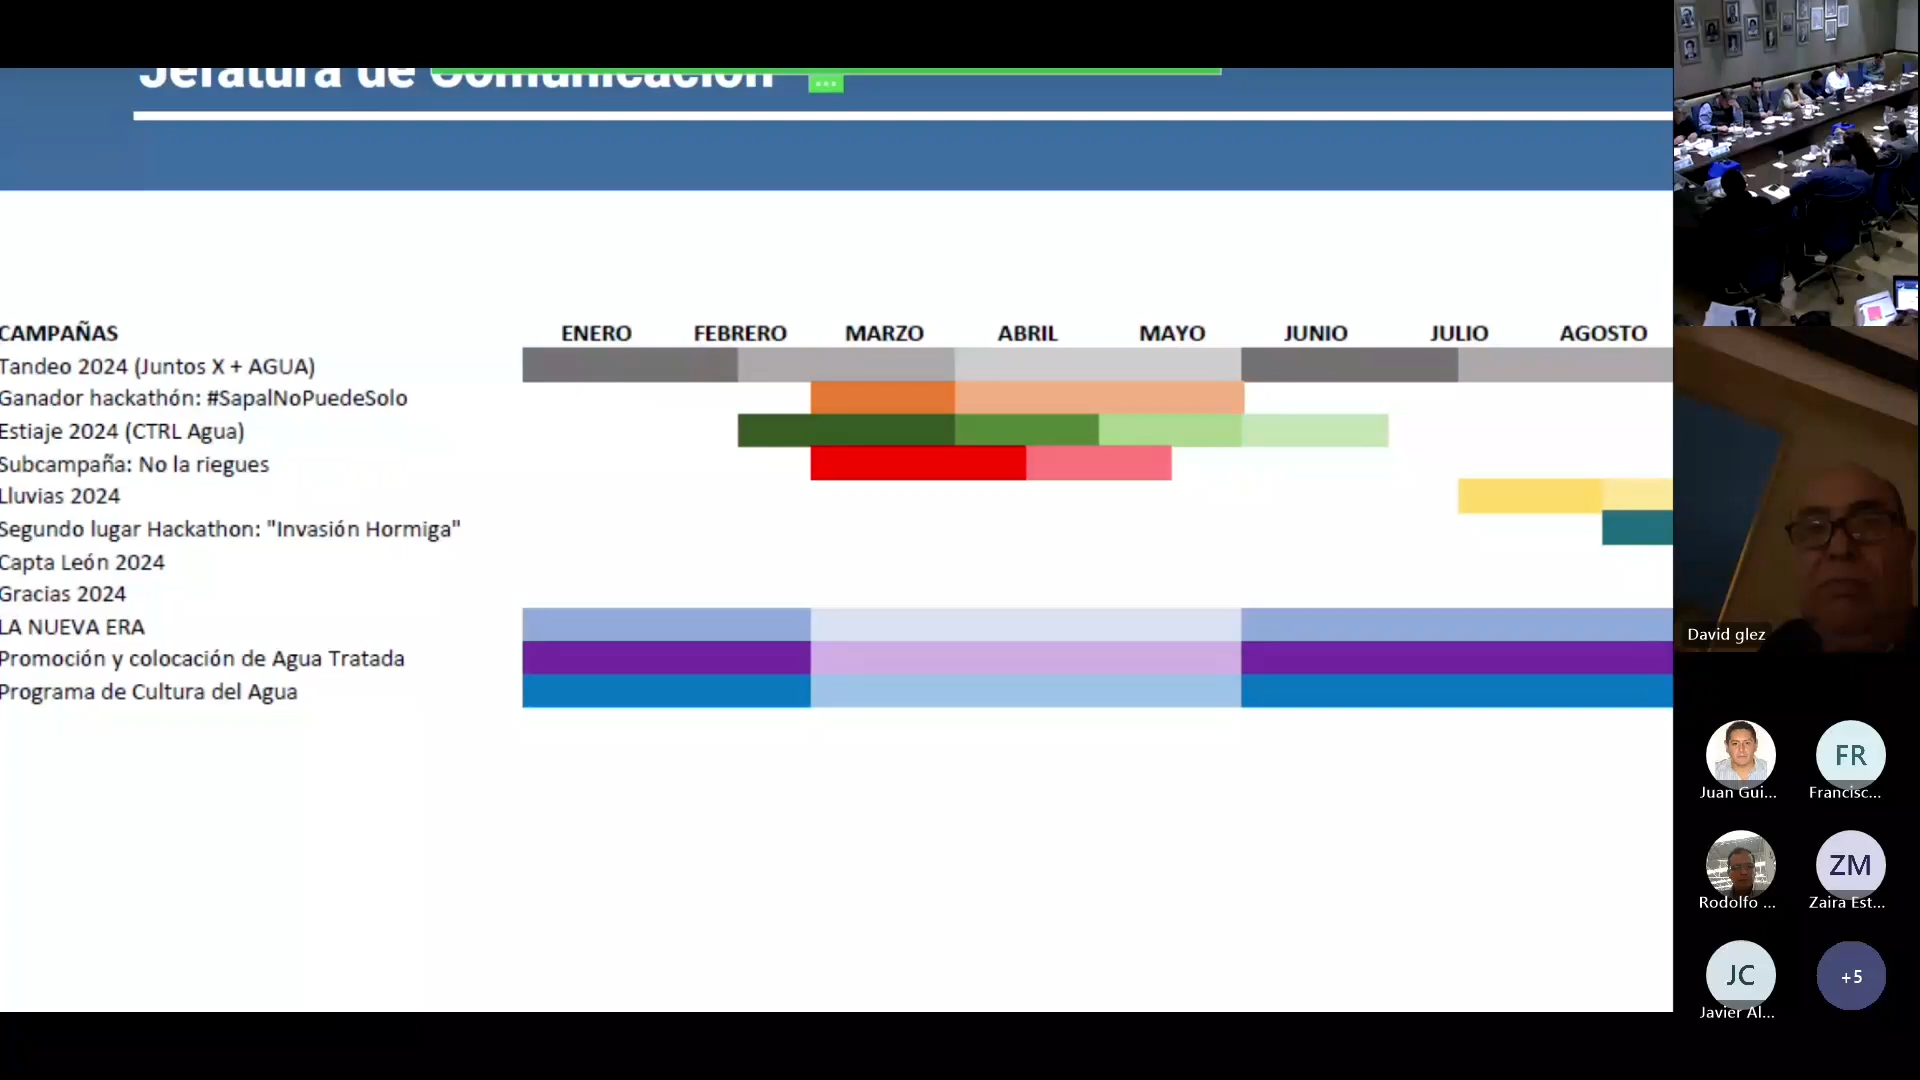 Jefatura de Comunicación
CAMPAÑAS ENERO FEBRERO MARZO ABRIL MAYO JUNIO JULIO AGOSTO
Tandeo 2024 (Juntos X + AGUA)
Ganador hackathón: #SapalNoPuedeSolo
Estiaje 2024 (CTRL Agua)
Subcampaña: No la riegues
Lluvias 2024
Segundo lugar Hackathon: "Invasión Hormiga"
Capta León 2024
Gracias 2024
LA NUEVA ERA
Promoción y colocación de Agua Tratada
Programa de Cultura del Agua
David glez
Juan Gui...
FR
Francisc...
Rodolfo ...
ZM
Zaira Est...
JC
Javier Al...
+5